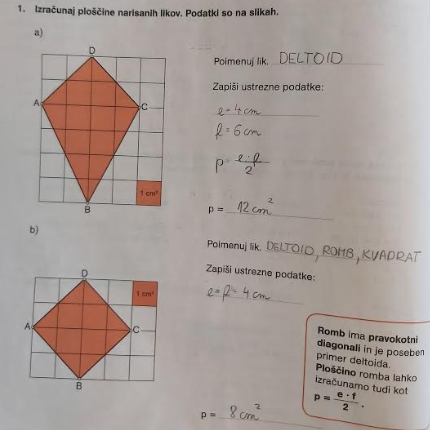 1. Izračunaj ploščine narisanih likov. Podatki so na slikah.
a)
D
A
C
B
1 cm²
Poimenuj lik. DELTOID
Zapiši ustrezne podatke:
e = 4 cm
f = 6 cm
p = e · f / 2
p = 12 cm²
b)
D
1 cm²
A
C
B
Poimenuj lik. DELTOID, ROMB, KVADRAT
Zapiši ustrezne podatke:
e = f = 4 cm
Romb ima pravokotni
diagonali in je poseben
primer deltoida.
Ploščino romba lahko
izračunamo tudi kot
p = e · f / 2 .
p = 8 cm²